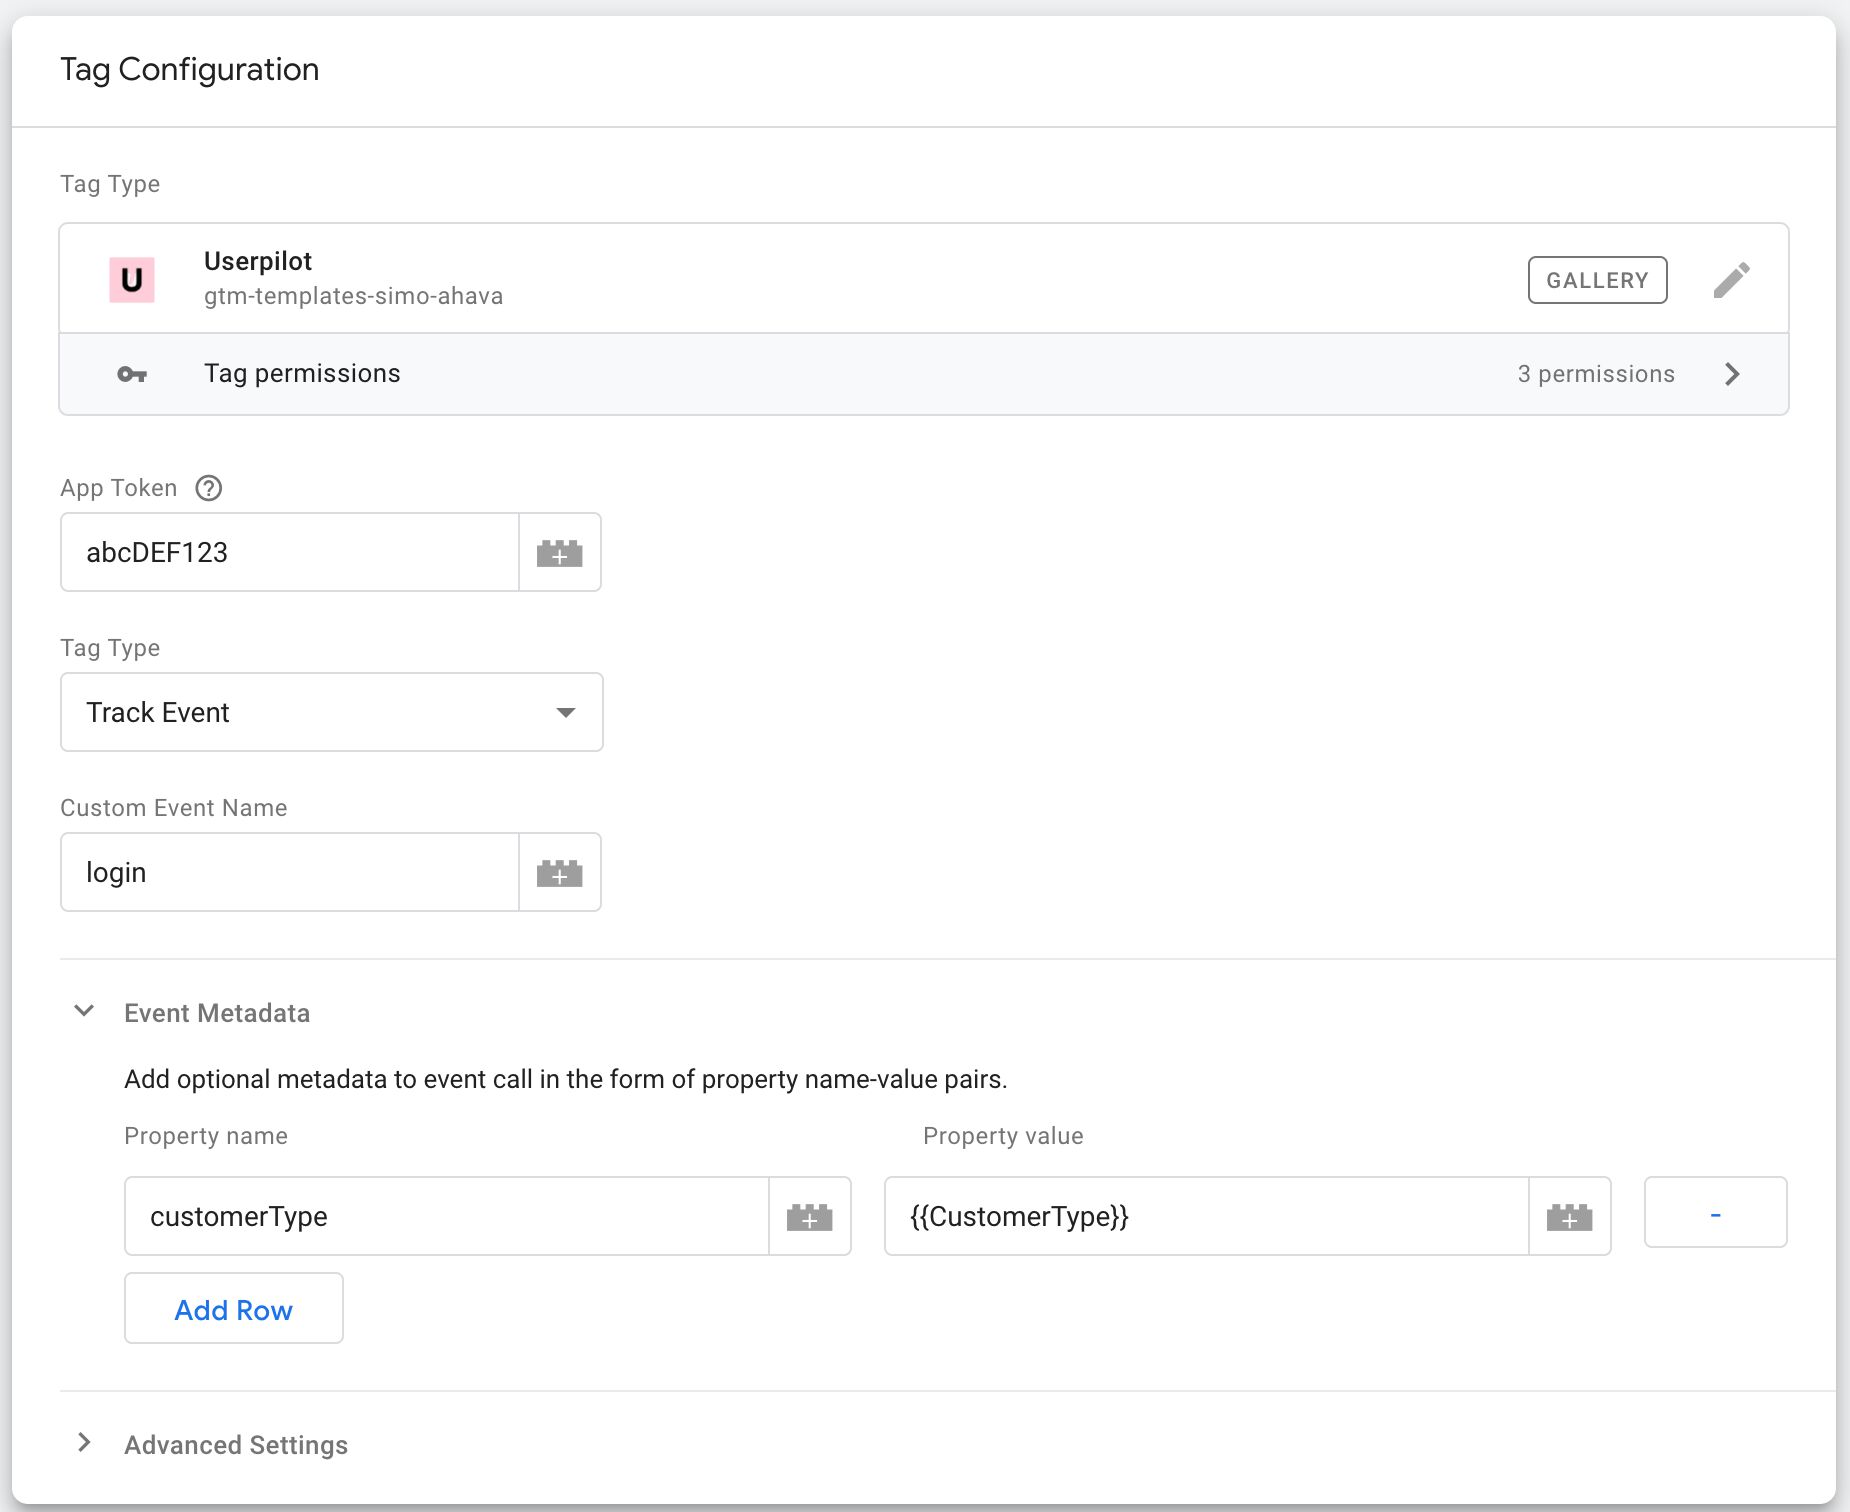 Tag Configuration
Tag Type
U
Userpilot
gtm-templates-simo-ahava
GALLERY
Tag permissions
3 permissions
App Token ?
abcDEF123
+
Tag Type
Track Event
Custom Event Name
login
+
Event Metadata
Add optional metadata to event call in the form of property name-value pairs.
Property name Property value
customerType + {{CustomerType}} + -
Add Row
Advanced Settings